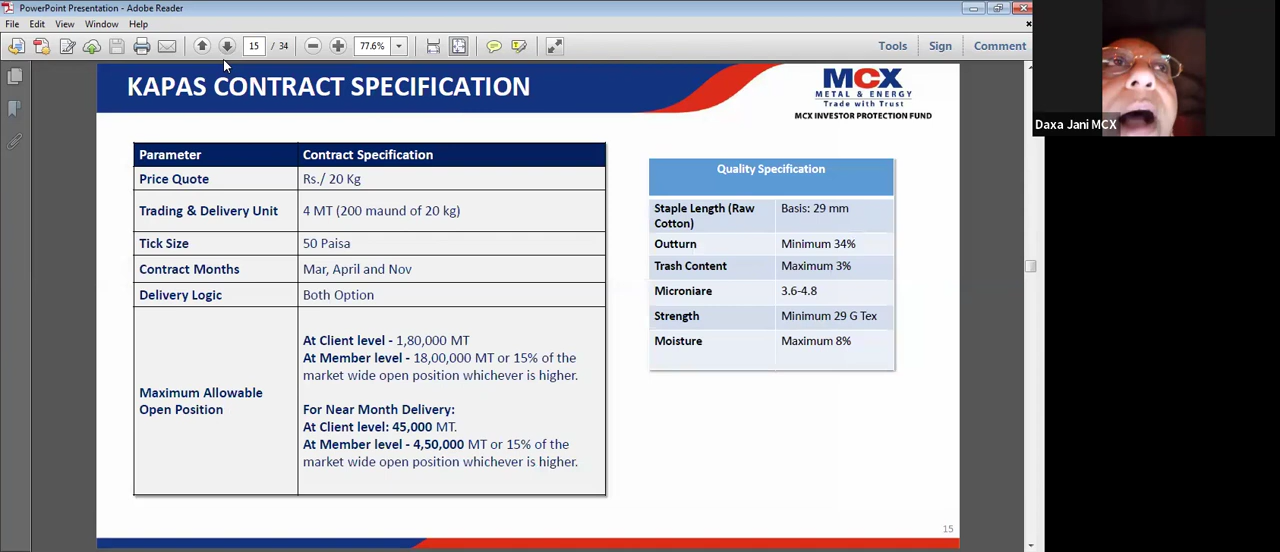 PowerPoint Presentation - Adobe Reader
File Edit View Window Help
15 / 34
77.6%
Tools Sign Comment
KAPAS CONTRACT SPECIFICATION
MCX
METAL & ENERGY
Trade with Trust
MCX INVESTOR PROTECTION FUND
Parameter Contract Specification
Price Quote Rs./ 20 Kg
Trading & Delivery Unit 4 MT (200 maund of 20 kg)
Tick Size 50 Paisa
Contract Months Mar, April and Nov
Delivery Logic Both Option
Maximum Allowable
Open Position
At Client level - 1,80,000 MT
At Member level - 18,00,000 MT or 15% of the
market wide open position whichever is higher.
For Near Month Delivery:
At Client level: 45,000 MT.
At Member level - 4,50,000 MT or 15% of the
market wide open position whichever is higher.
Quality Specification
Staple Length (Raw
Cotton)
Basis: 29 mm
Outturn Minimum 34%
Trash Content Maximum 3%
Microniare 3.6-4.8
Strength Minimum 29 G Tex
Moisture Maximum 8%
15
Daxa Jani MCX